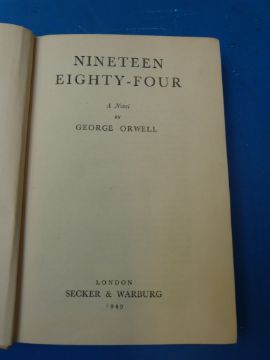 NINETEEN
EIGHTY-FOUR
A Novel
BY
GEORGE ORWELL
LONDON
SECKER & WARBURG
1949